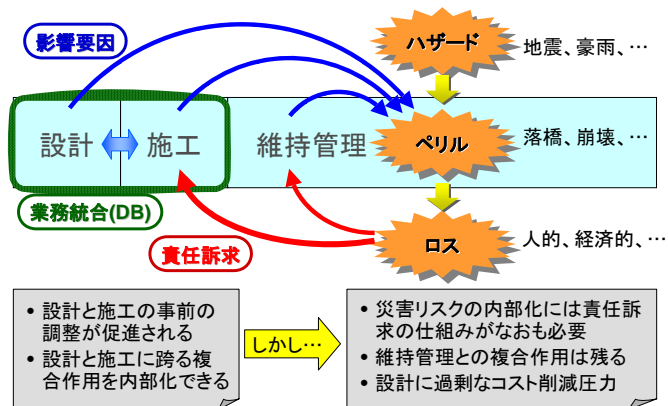 影響要因
ハザード
地震、豪雨、…
設計
施工
維持管理
ペリル
落橋、崩壊、…
業務統合(DB)
責任訴求
ロス
人的、経済的、…
• 設計と施工の事前の
調整が促進される
• 設計と施工に跨る複
合作用を内部化できる
しかし…
• 災害リスクの内部化には責任訴
求の仕組みがなおも必要
• 維持管理との複合作用は残る
• 設計に過剰なコスト削減圧力